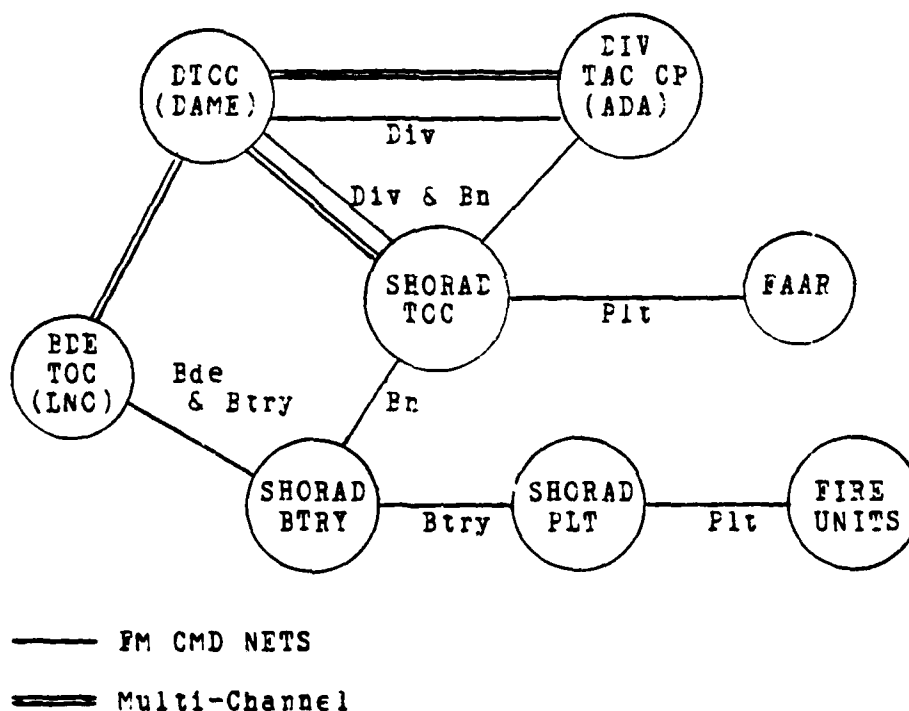 DTCC
(DAME)
DIV
TAC CP
(ADA)
Div
Div & Bn
SHORAD
TOC
Plt
FAAR
BDE
TOC
(LNO)
Bde
& Btry
Bn
SHORAD
BTRY
Btry
SHORAD
PLT
Plt
FIRE
UNITS
FM CMD NETS
Multi-Channel